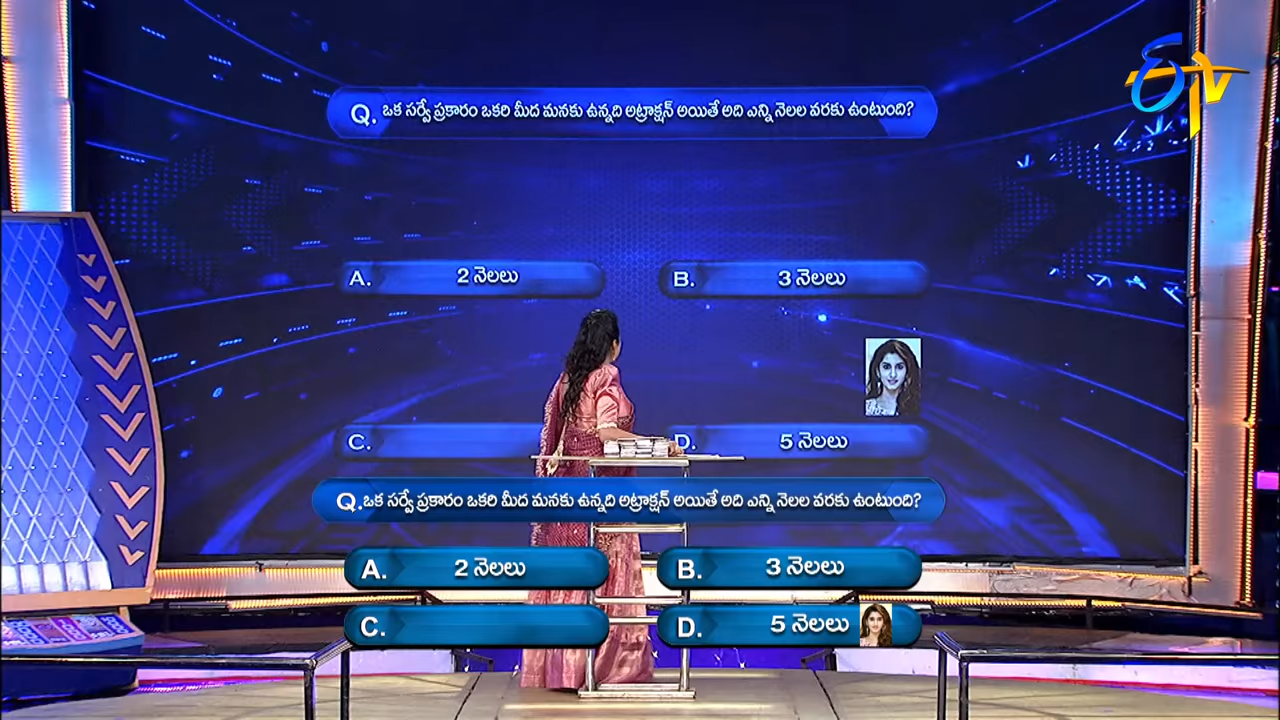 ఈtv
Q. ఒక సర్వే ప్రకారం ఒకరి మీద మనకు ఉన్నది అట్రాక్షన్ అయితే అది ఎన్ని నెలల వరకు ఉంటుంది?
A. 2 నెలలు
B. 3 నెలలు
C.
D. 5 నెలలు
Q. ఒక సర్వే ప్రకారం ఒకరి మీద మనకు ఉన్నది అట్రాక్షన్ అయితే అది ఎన్ని నెలల వరకు ఉంటుంది?
A. 2 నెలలు
B. 3 నెలలు
C.
D. 5 నెలలు